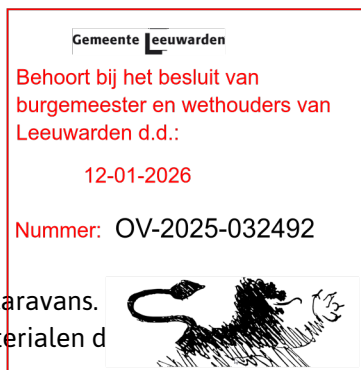 Gemeente Leeuwarden
Behoort bij het besluit van
burgemeester en wethouders van
Leeuwarden d.d.:
12-01-2026
Nummer: OV-2025-032492
aravans.
terialen d